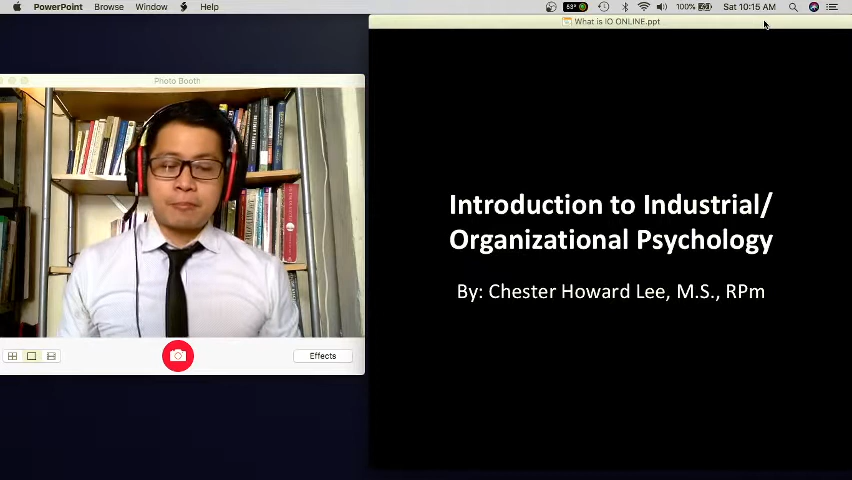 PowerPoint Browse Window Help
53° 100% Sat 10:15 AM
What is IO ONLINE.ppt
Photo Booth
Introduction to Industrial/
Organizational Psychology
By: Chester Howard Lee, M.S., RPm
Effects